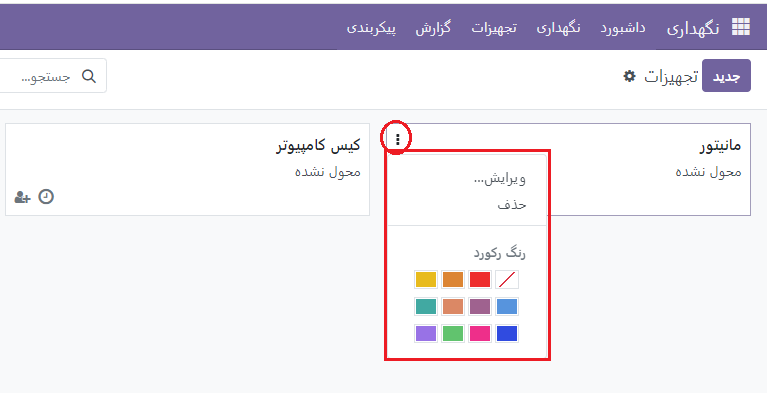 نگهداری داشبورد نگهداری تجهیزات گزارش پیکربندی
جدید تجهیزات جستجو...
مانیتور
محول نشده
ویرایش...
حذف
رنگ رکورد
کیس کامپیوتر
محول نشده